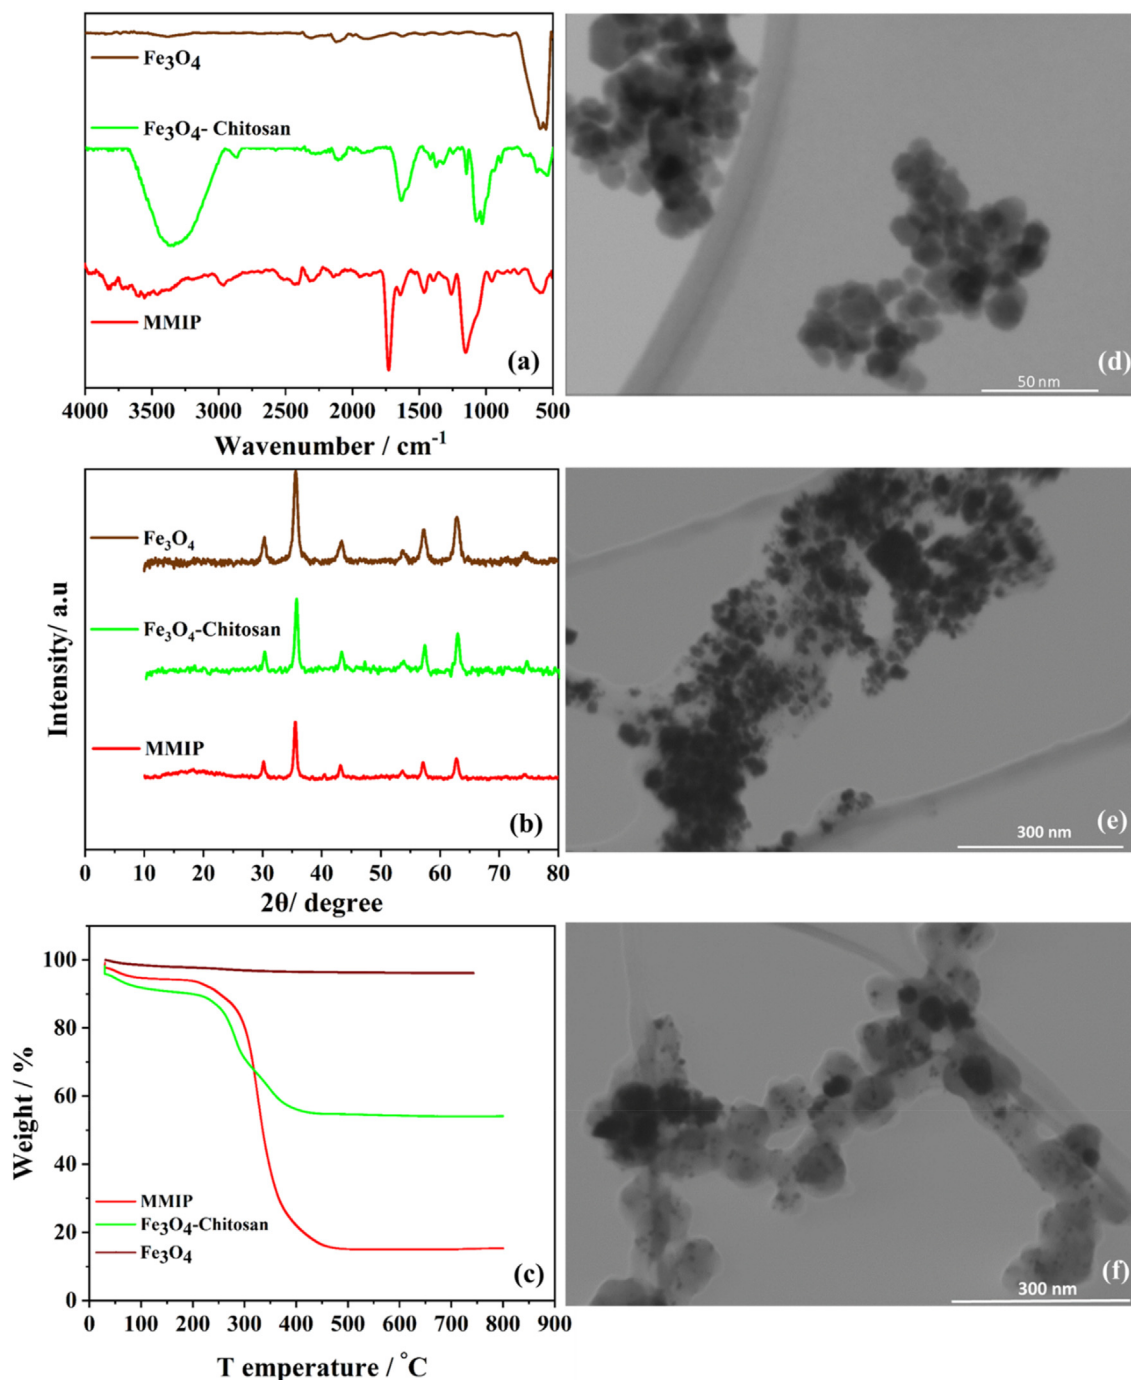 Fe3O4
Fe3O4- Chitosan
MMIP
(a)
4000 3500 3000 2500 2000 1500 1000 500
Wavenumber / cm-1
(d)
50 nm
Intensity/ a.u
Fe3O4
Fe3O4-Chitosan
MMIP
(b)
0 10 20 30 40 50 60 70 80
2θ/ degree
(e)
300 nm
Weight / %
100
80
60
40
20
0
MMIP
Fe3O4-Chitosan
Fe3O4
(c)
0 100 200 300 400 500 600 700 800 900
T emperature / °C
(f)
300 nm